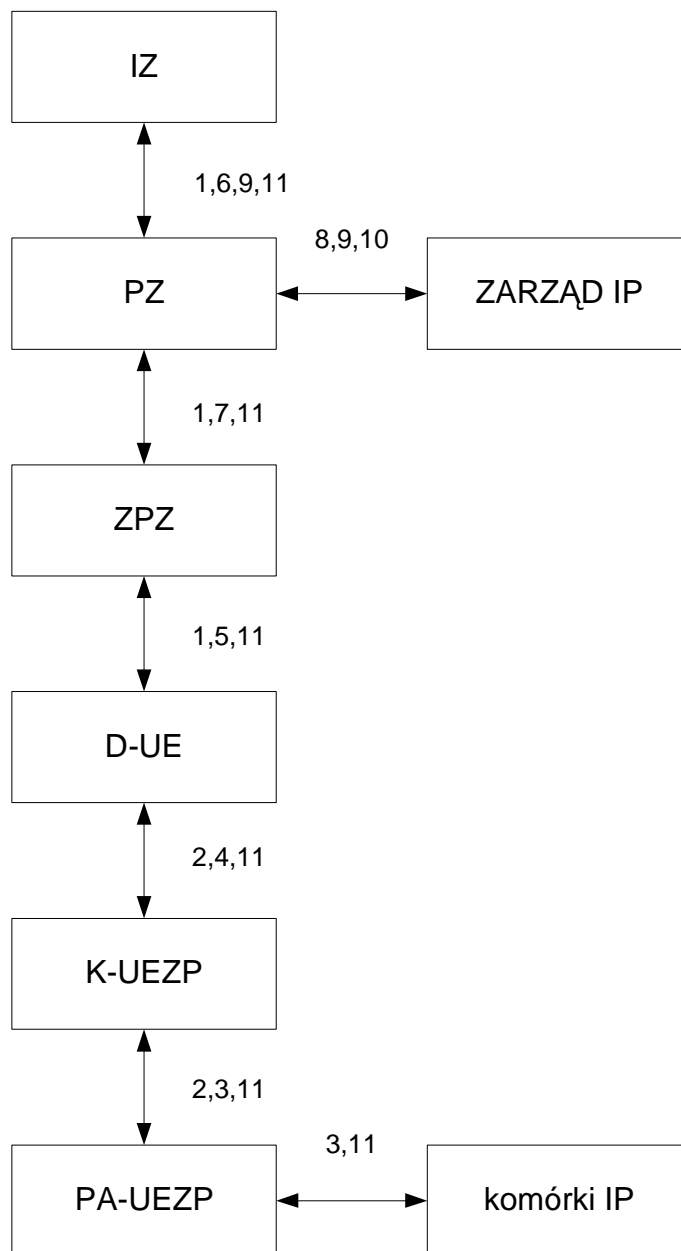 IZ
1,6,9,11
8,9,10
PZ
ZARZĄD IP
1,7,11
ZPZ
1,5,11
D-UE
2,4,11
K-UEZP
2,3,11
3,11
PA-UEZP
komórki IP